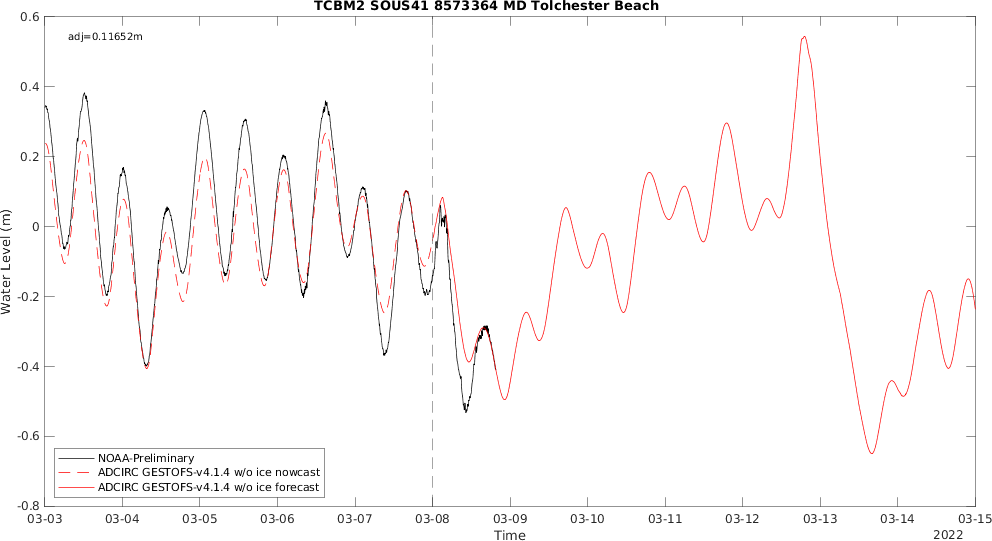 TCBM2 SOUS41 8573364 MD Tolchester Beach
adj=0.11652m
0.6
0.4
0.2
0
-0.2
-0.4
-0.6
-0.8
Water Level (m)
NOAA-Preliminary
ADCIRC GESTOFS-v4.1.4 w/o ice nowcast
ADCIRC GESTOFS-v4.1.4 w/o ice forecast
03-03 03-04 03-05 03-06 03-07 03-08 03-09 03-10 03-11 03-12 03-13 03-14 03-15
Time
2022